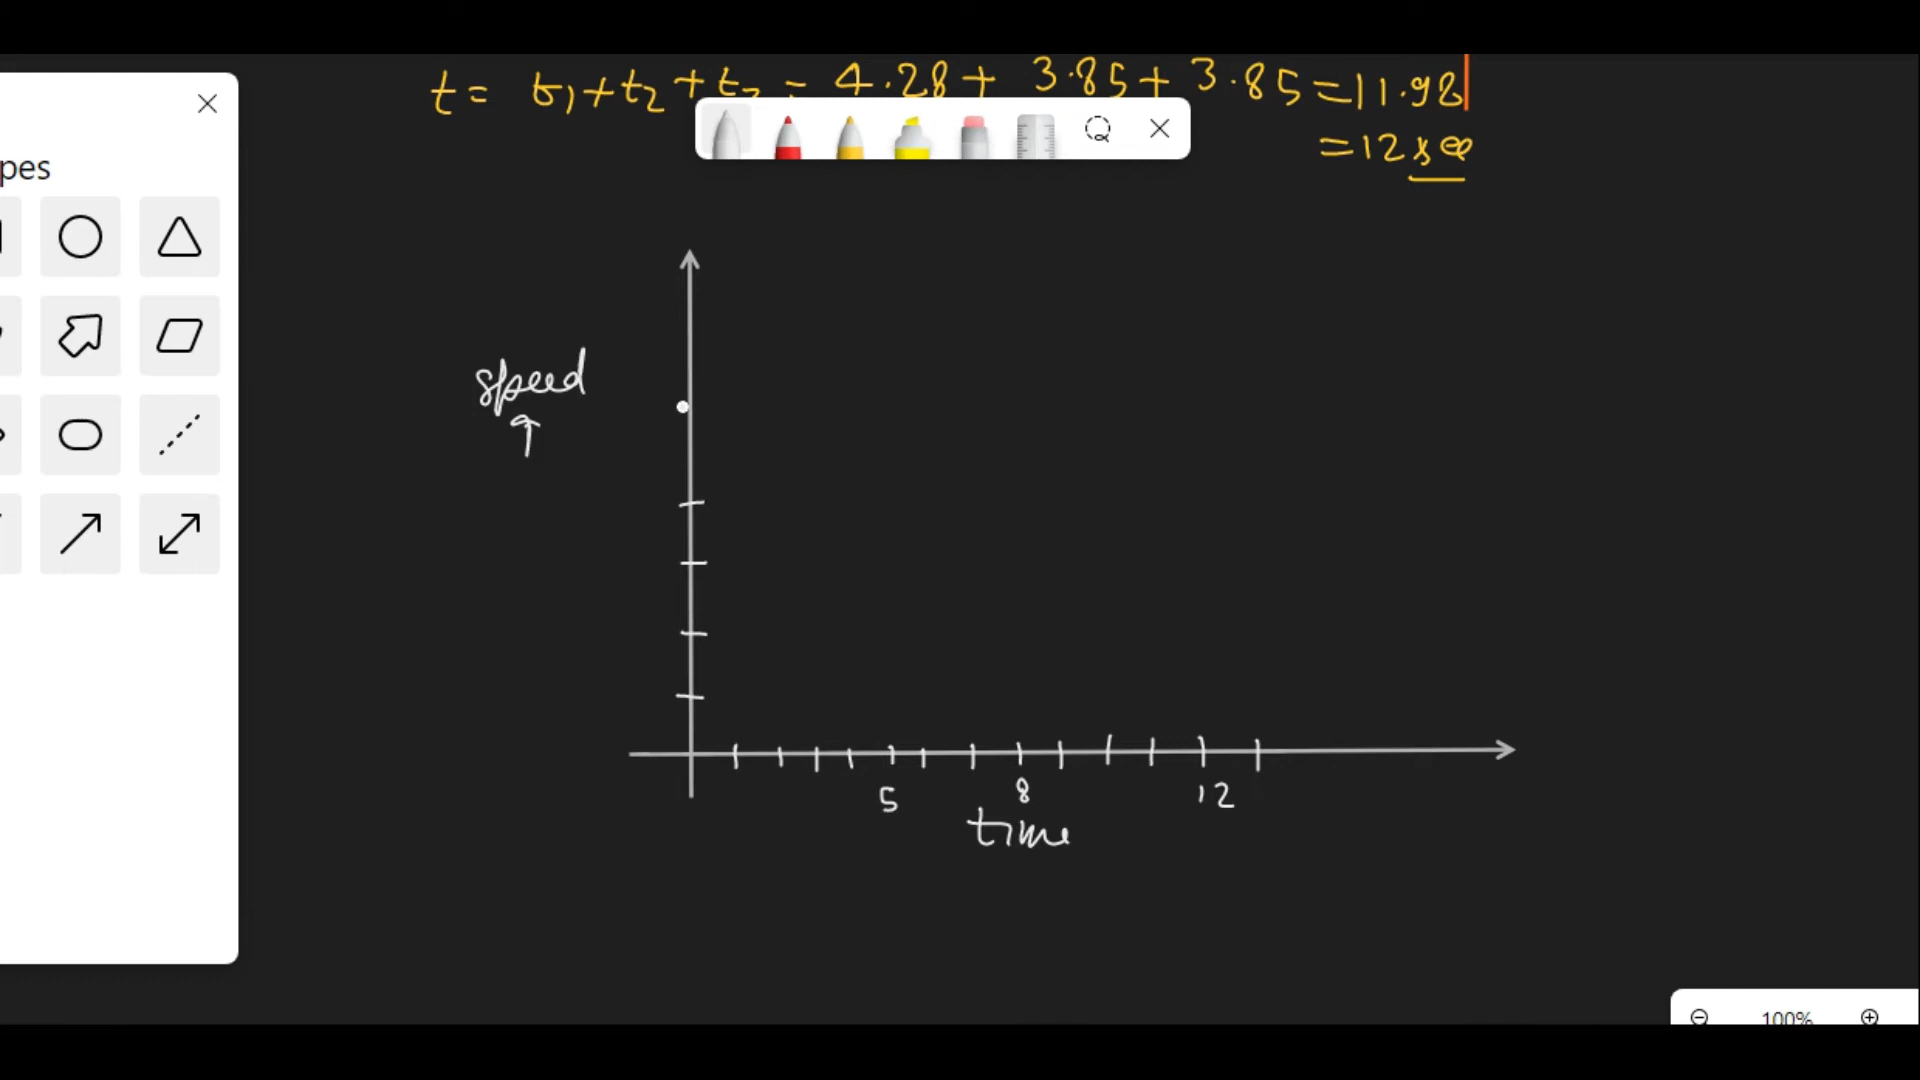 t = t₁+t₂+t₃ = 4.28+ 3.85+ 3.85 =11.98
=12 sec
pes
speed
↑
5 8 12
time
100%